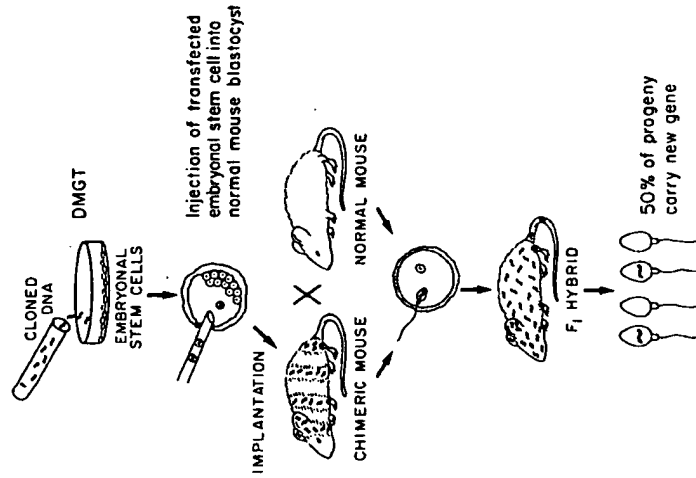 CLONED
DNA
DMGT
EMBRYONAL
STEM CELLS
Injection of transfected
embryonal stem cell into
normal mouse blastocyst
IMPLANTATION
CHIMERIC MOUSE
NORMAL MOUSE
F₁ HYBRID
50% of progeny
carry new gene